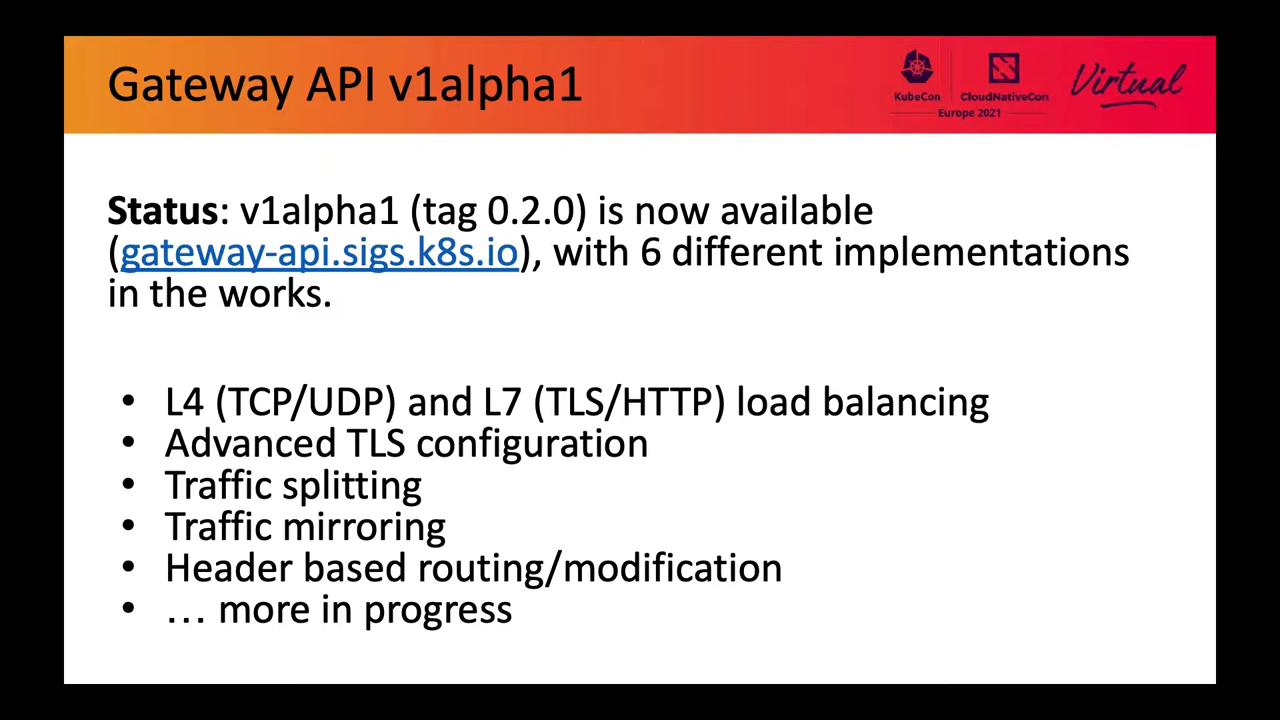 Gateway API v1alpha1
KubeCon
CloudNativeCon
Europe 2021
Virtual
Status: v1alpha1 (tag 0.2.0) is now available
(gateway-api.sigs.k8s.io), with 6 different implementations
in the works.
• L4 (TCP/UDP) and L7 (TLS/HTTP) load balancing
• Advanced TLS configuration
• Traffic splitting
• Traffic mirroring
• Header based routing/modification
• … more in progress